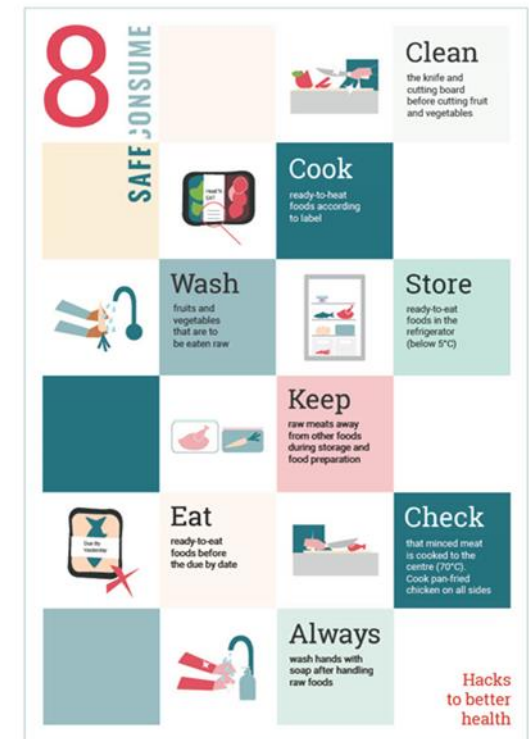 8
SAFE CONSUME
Clean
the knife and
cutting board
before cutting fruit
and vegetables
Cook
ready-to-heat
foods according
to label
Wash
fruits and
vegetables
that are to
be eaten raw
Store
ready-to-eat
foods in the
refrigerator
(below 5°C)
Keep
raw meats away
from other foods
during storage and
food preparation
Eat
ready-to-eat
foods before
the due by date
Check
that minced meat
is cooked to the
centre (70°C).
Cook pan-fried
chicken on all sides
Always
wash hands with
soap after handling
raw foods
Hacks
to better
health